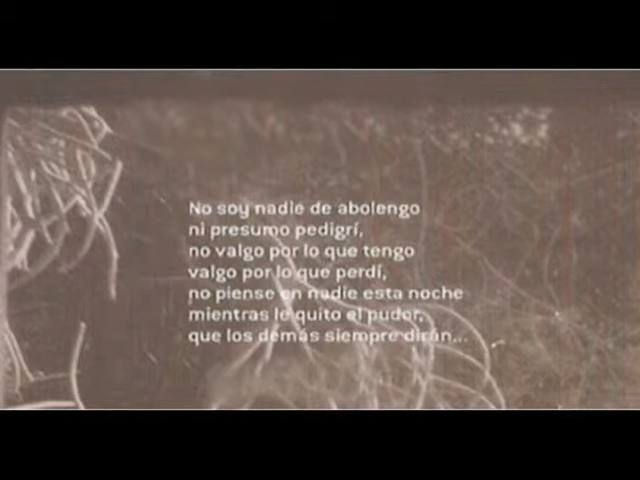 No soy nadie de abolengo
ni presumo pedigrí,
no valgo por lo que tengo
valgo por lo que perdí,
no piense en nadie esta noche
mientras le quito el pudor,
que los demás siempre dirán...